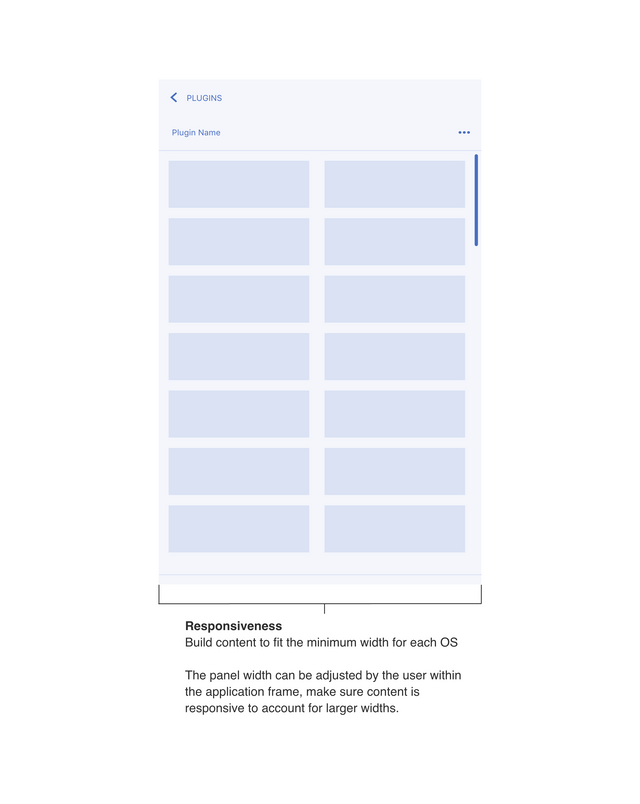 PLUGINS
Plugin Name
Responsiveness
Build content to fit the minimum width for each OS
The panel width can be adjusted by the user within
the application frame, make sure content is
responsive to account for larger widths.